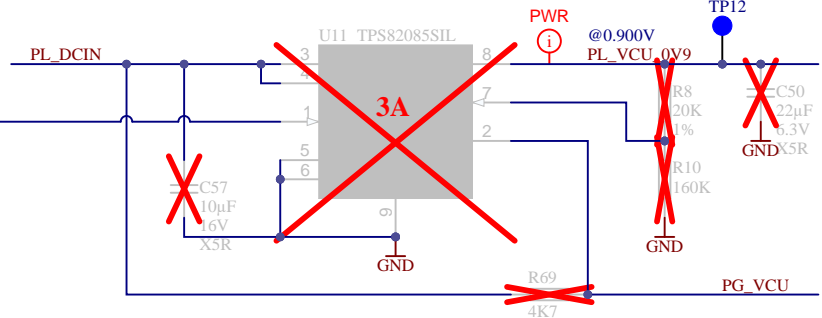 TP12
PWR
i
U11 TPS82085SIL
@0.900V
PL_DCIN
3
8
PL_VCU_0V9
4
7
R8
C50
20K
22µF
3A
1
1%
6.3V
2
GND
X5R
5
6
R10
C57
160K
10µF
9
16V
X5R
GND
GND
R69
PG_VCU
4K7